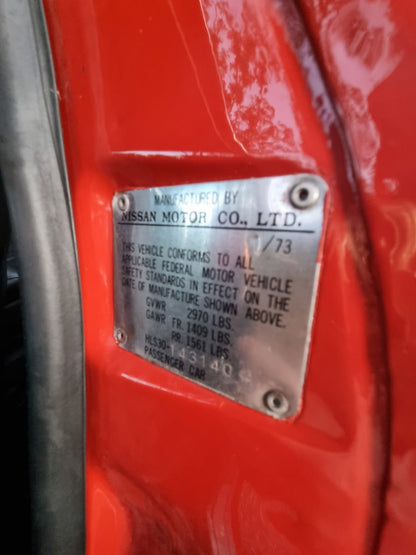 MANUFACTURED BY
NISSAN MOTOR CO., LTD.
1/73
THIS VEHICLE CONFORMS TO ALL
APPLICABLE FEDERAL MOTOR VEHICLE
SAFETY STANDARDS IN EFFECT ON THE
DATE OF MANUFACTURE SHOWN ABOVE.
GVWR 2970 LBS.
GAWR FR. 1409 LBS.
RR. 1561 LBS.
HLS30-143140
PASSENGER CAR